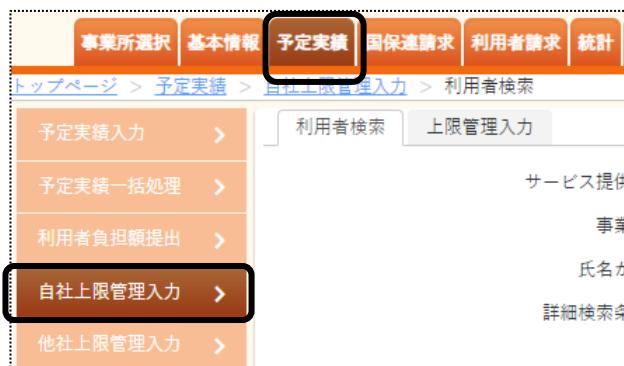 事業所選択 基本情報 予定実績 国保連請求 利用者請求 統計
トップページ > 予定実績 > 自社上限管理入力 > 利用者検索
予定実績入力
利用者検索 上限管理入力
予定実績一括処理
サービス提供
利用者負担額提出
事業
氏名カ
自社上限管理入力
詳細検索条
他社上限管理入力